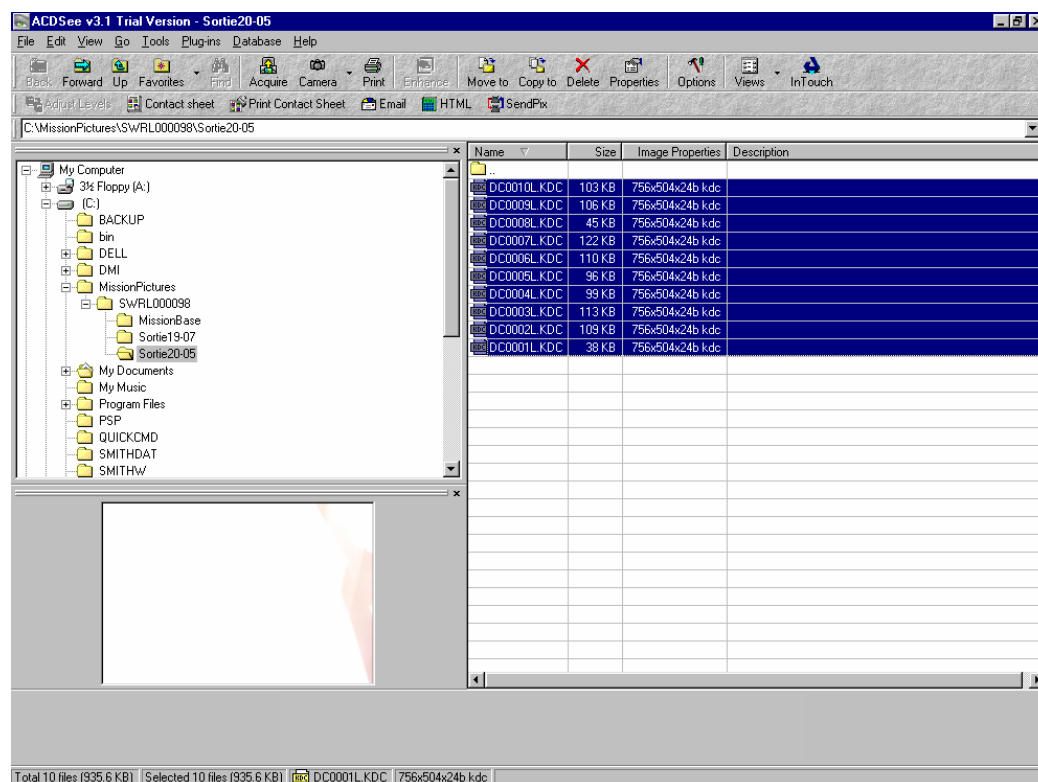 ACDSee v3.1 Trial Version - Sortie20-05
File Edit View Go Tools Plug-ins Database Help
Back Forward Up Favorites Find Acquire Camera Print Enhance Move to Copy to Delete Properties Options Views InTouch
Adjust Levels Contact sheet Print Contact Sheet Email HTML SendPix
C:\MissionPictures\SWRL000098\Sortie20-05
My Computer
3½ Floppy (A:)
(C:)
BACKUP
bin
DELL
DMI
MissionPictures
SWRL000098
MissionBase
Sortie19-07
Sortie20-05
My Documents
My Music
Program Files
PSP
QUICKCMD
SMITHDAT
SMITHW
Name Size Image Properties Description
..
DC0010L.KDC 103 KB 756x504x24b kdc
DC0009L.KDC 106 KB 756x504x24b kdc
DC0008L.KDC 45 KB 756x504x24b kdc
DC0007L.KDC 122 KB 756x504x24b kdc
DC0006L.KDC 110 KB 756x504x24b kdc
DC0005L.KDC 96 KB 756x504x24b kdc
DC0004L.KDC 99 KB 756x504x24b kdc
DC0003L.KDC 113 KB 756x504x24b kdc
DC0002L.KDC 109 KB 756x504x24b kdc
DC0001L.KDC 38 KB 756x504x24b kdc
Total 10 files (935.6 KB) Selected 10 files (935.6 KB) DC0001L.KDC 756x504x24b kdc